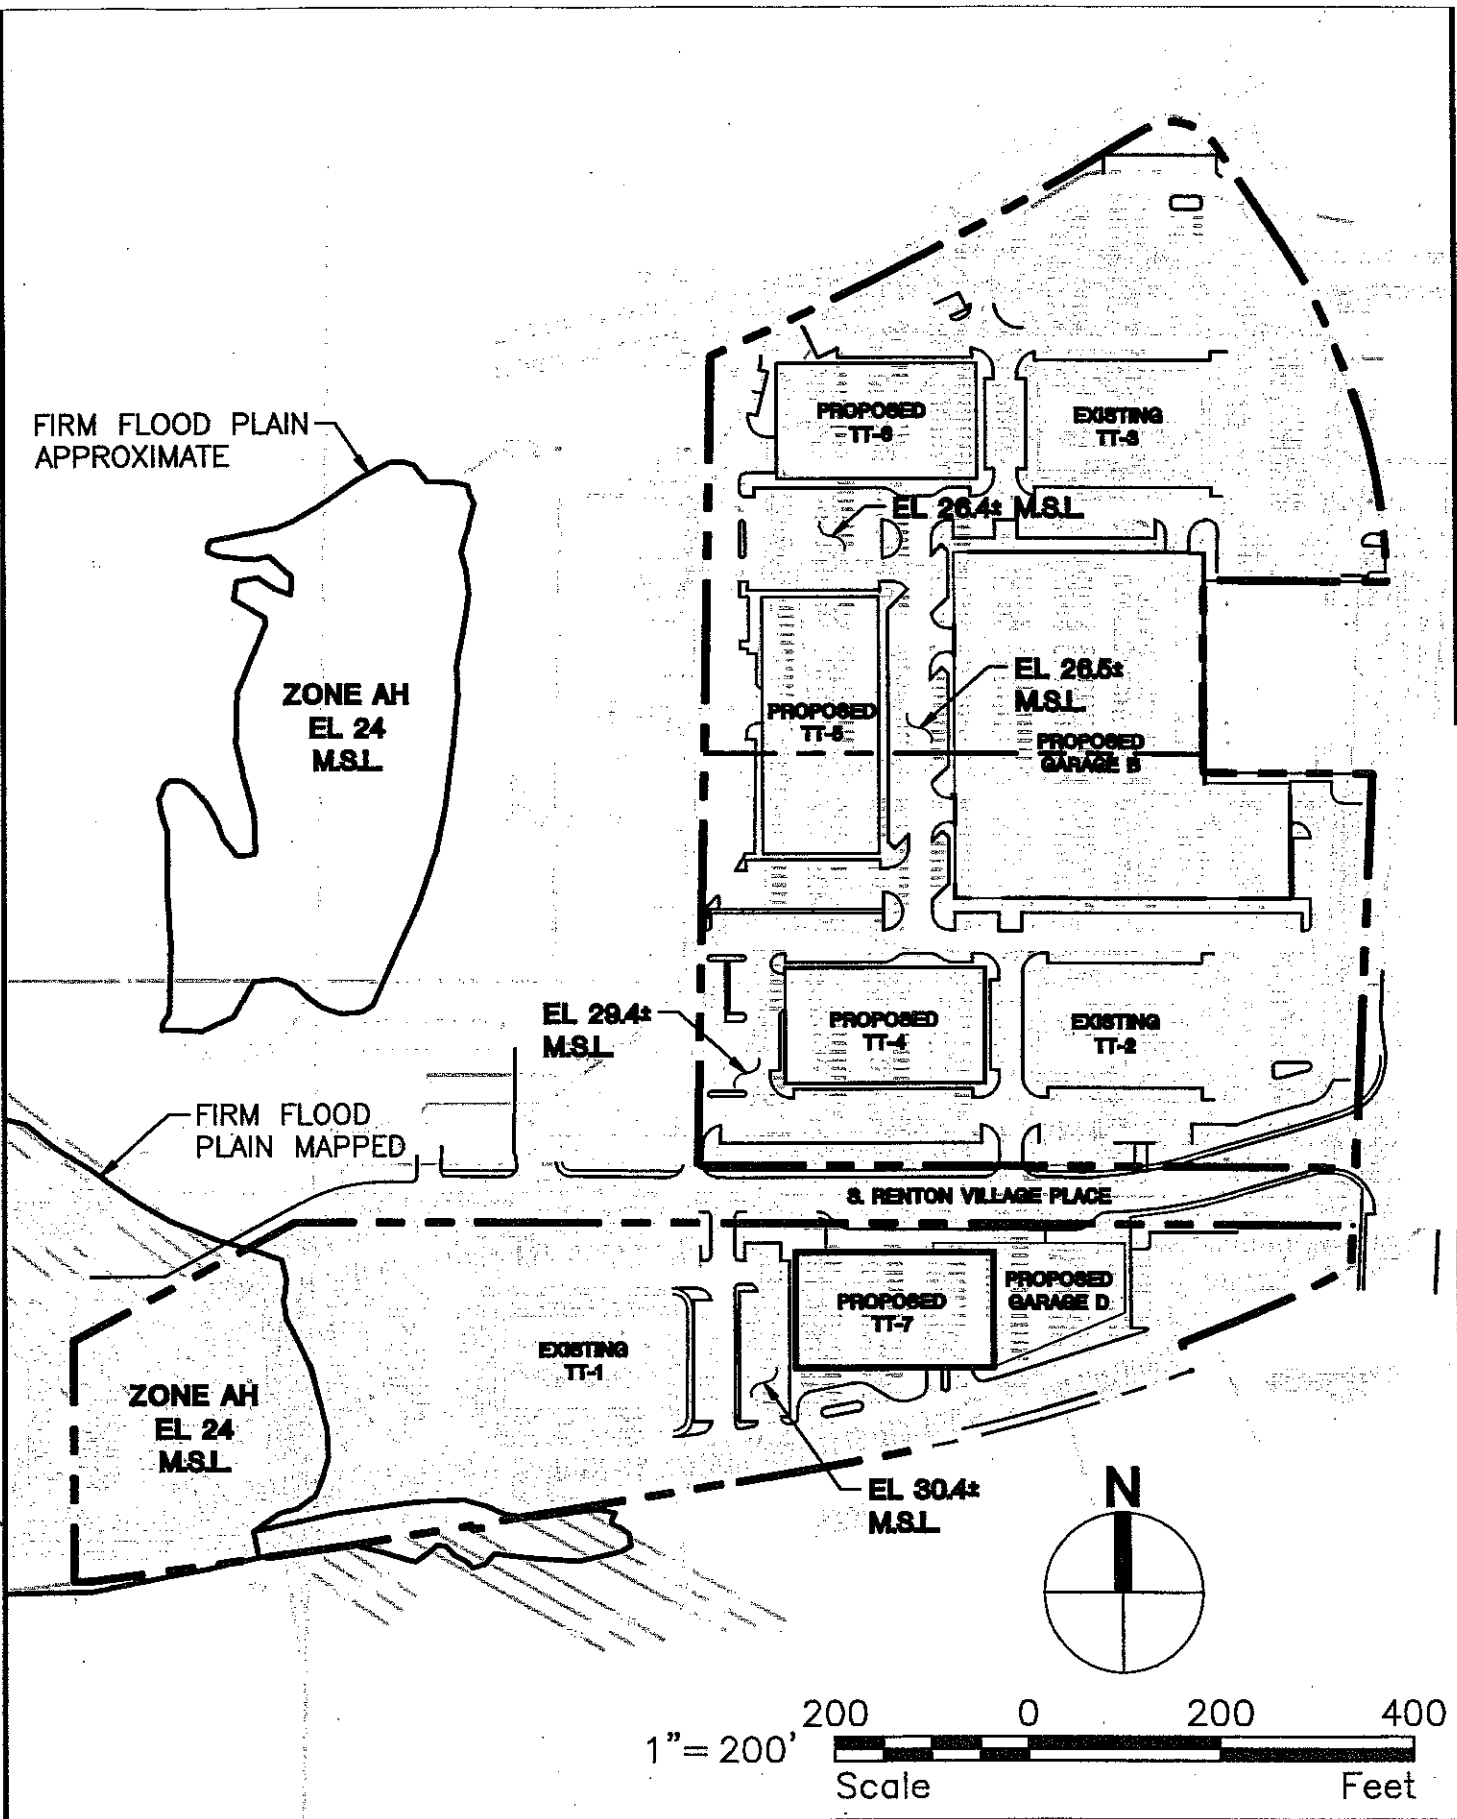 PROPOSED
TT-6
EXISTING
TT-3
FIRM FLOOD PLAIN
APPROXIMATE
EL 26.4± M.S.L.
ZONE AH
EL 24
M.S.L.
EL 26.5±
M.S.L.
PROPOSED
TT-5
PROPOSED
GARAGE B
EL 29.4±
M.S.L.
PROPOSED
TT-4
EXISTING
TT-2
FIRM FLOOD
PLAIN MAPPED
S. RENTON VILLAGE PLACE
PROPOSED
GARAGE D
PROPOSED
TT-7
EXISTING
TT-1
ZONE AH
EL 24
M.S.L.
EL 30.4±
M.S.L.
N
200 0 200 400
1"= 200'
Scale Feet